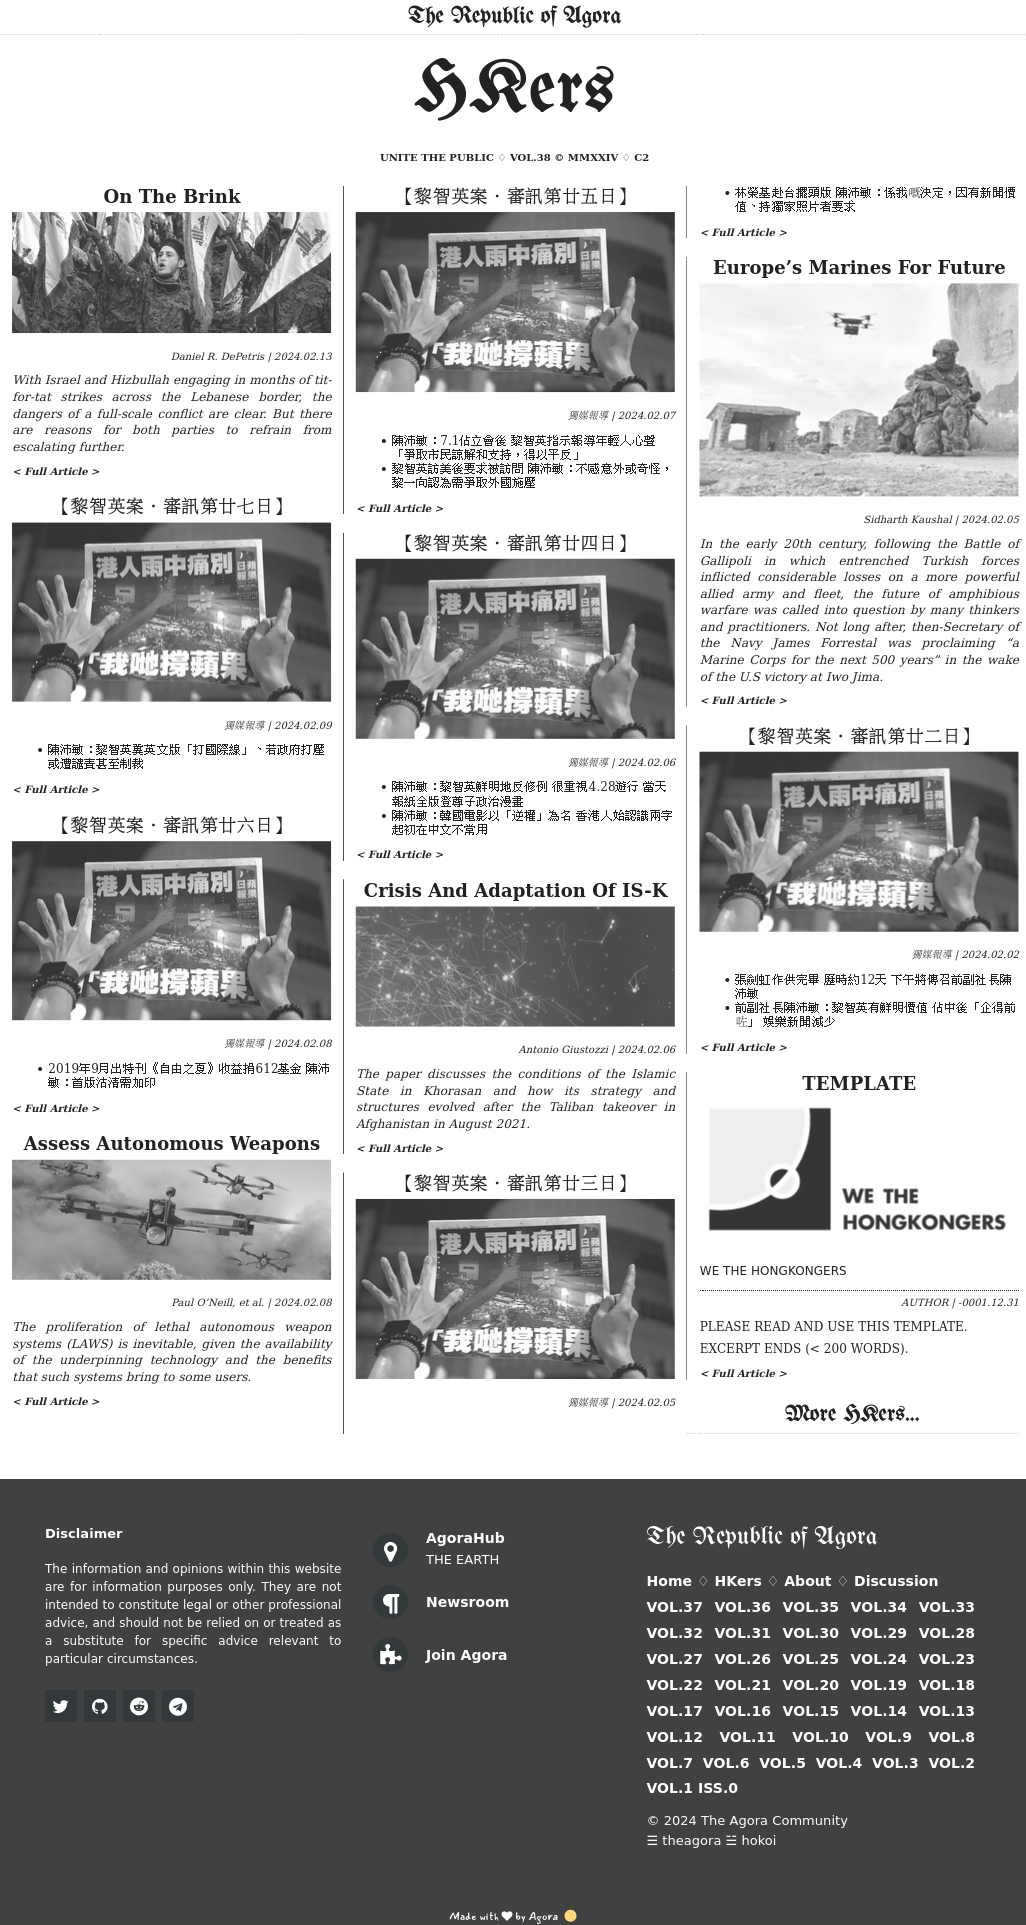 The Republic of Agora
HKers
UNITE THE PUBLIC ♢ VOL.38 © MMXXIV ♢ C2
On The Brink
Daniel R. DePetris | 2024.02.13
With Israel and Hizbullah engaging in months of tit-
for-tat strikes across the Lebanese border, the
dangers of a full-scale conflict are clear. But there
are reasons for both parties to refrain from
escalating further.
< Full Article >
【黎智英案・審訊第廿七日】
港人雨中痛別
蘋果日報
「我哋撐蘋果
獨媒報導 | 2024.02.09
• 陳沛敏：黎智英冀英文版「打國際線」、若政府打壓
或遭譴責甚至制裁
< Full Article >
【黎智英案・審訊第廿六日】
港人雨中痛別
蘋果日報
「我哋撐蘋果
獨媒報導 | 2024.02.08
• 2019年9月出特刊《自由之夏》收益捐612基金 陳沛
敏：首版沽清需加印
< Full Article >
Assess Autonomous Weapons
Paul O’Neill, et al. | 2024.02.08
The proliferation of lethal autonomous weapon
systems (LAWS) is inevitable, given the availability
of the underpinning technology and the benefits
that such systems bring to some users.
< Full Article >
【黎智英案・審訊第廿五日】
港人雨中痛別
蘋果日報
「我哋撐蘋果
獨媒報導 | 2024.02.07
• 陳沛敏：7.1佔立會後 黎智英指示報導年輕人心聲
「爭取市民諒解和支持，得以平反」
• 黎智英訪美後要求被訪問 陳沛敏：不感意外或奇怪，
黎一向認為需爭取外國施壓
< Full Article >
【黎智英案・審訊第廿四日】
港人雨中痛別
蘋果日報
「我哋撐蘋果
獨媒報導 | 2024.02.06
• 陳沛敏：黎智英鮮明地反修例 很重視4.28遊行 當天
報紙全版登尊子政治漫畫
• 陳沛敏：韓國電影以「逆權」為名 香港人始認識兩字
起初在中文不常用
< Full Article >
Crisis And Adaptation Of IS-K
Antonio Giustozzi | 2024.02.06
The paper discusses the conditions of the Islamic
State in Khorasan and how its strategy and
structures evolved after the Taliban takeover in
Afghanistan in August 2021.
< Full Article >
【黎智英案・審訊第廿三日】
港人雨中痛別
蘋果日報
「我哋撐蘋果
獨媒報導 | 2024.02.05
• 林榮基赴台擺頭版 陳沛敏：係我嘅決定，因有新聞價
值、持獨家照片者要求
< Full Article >
Europe’s Marines For Future
Sidharth Kaushal | 2024.02.05
In the early 20th century, following the Battle of
Gallipoli in which entrenched Turkish forces
inflicted considerable losses on a more powerful
allied army and fleet, the future of amphibious
warfare was called into question by many thinkers
and practitioners. Not long after, then-Secretary of
the Navy James Forrestal was proclaiming “a
Marine Corps for the next 500 years” in the wake
of the U.S victory at Iwo Jima.
< Full Article >
【黎智英案・審訊第廿二日】
港人雨中痛別
蘋果日報
「我哋撐蘋果
獨媒報導 | 2024.02.02
• 張劍虹作供完畢 歷時約12天 下午將傳召前副社長陳
沛敏
• 前副社長陳沛敏：黎智英有鮮明價值 佔中後「企得前
咗」 娛樂新聞減少
< Full Article >
TEMPLATE
WE THE
HONGKONGERS
WE THE HONGKONGERS
AUTHOR | -0001.12.31
PLEASE READ AND USE THIS TEMPLATE.
EXCERPT ENDS (< 200 WORDS).
< Full Article >
More HKers...
Disclaimer
The information and opinions within this website
are for information purposes only. They are not
intended to constitute legal or other professional
advice, and should not be relied on or treated as
a substitute for specific advice relevant to
particular circumstances.
AgoraHub
THE EARTH
Newsroom
Join Agora
The Republic of Agora
Home ♢ HKers ♢ About ♢ Discussion
VOL.37 VOL.36 VOL.35 VOL.34 VOL.33
VOL.32 VOL.31 VOL.30 VOL.29 VOL.28
VOL.27 VOL.26 VOL.25 VOL.24 VOL.23
VOL.22 VOL.21 VOL.20 VOL.19 VOL.18
VOL.17 VOL.16 VOL.15 VOL.14 VOL.13
VOL.12 VOL.11 VOL.10 VOL.9 VOL.8
VOL.7 VOL.6 VOL.5 VOL.4 VOL.3 VOL.2
VOL.1 ISS.0
© 2024 The Agora Community
☰ theagora ☱ hokoi
Made with ♥ by Agora